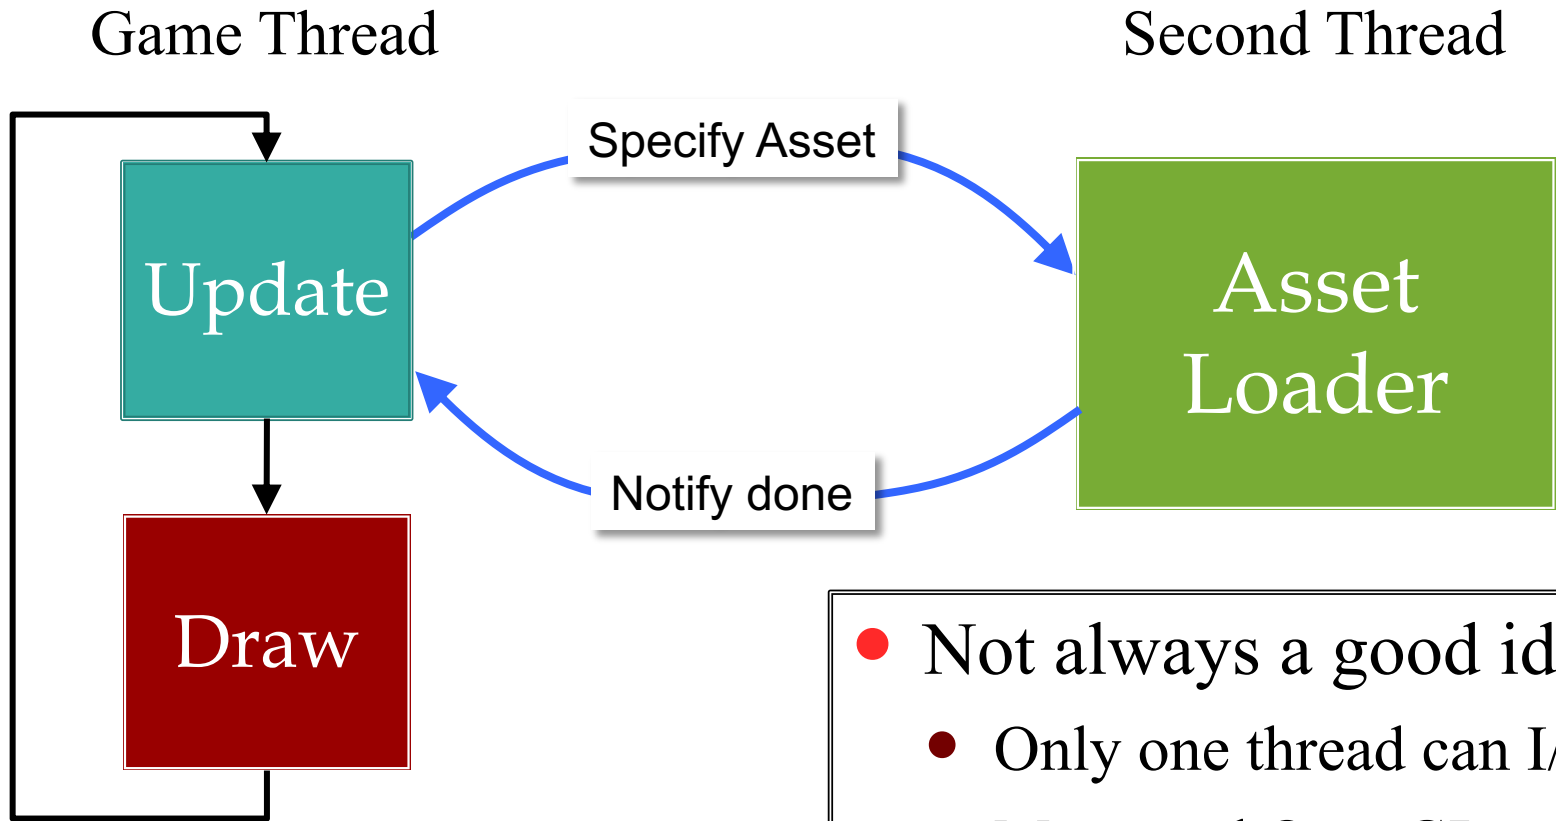 Game Thread
Second Thread
Specify Asset
Update
Asset
Loader
Notify done
Draw
Not always a good
Only one thread can